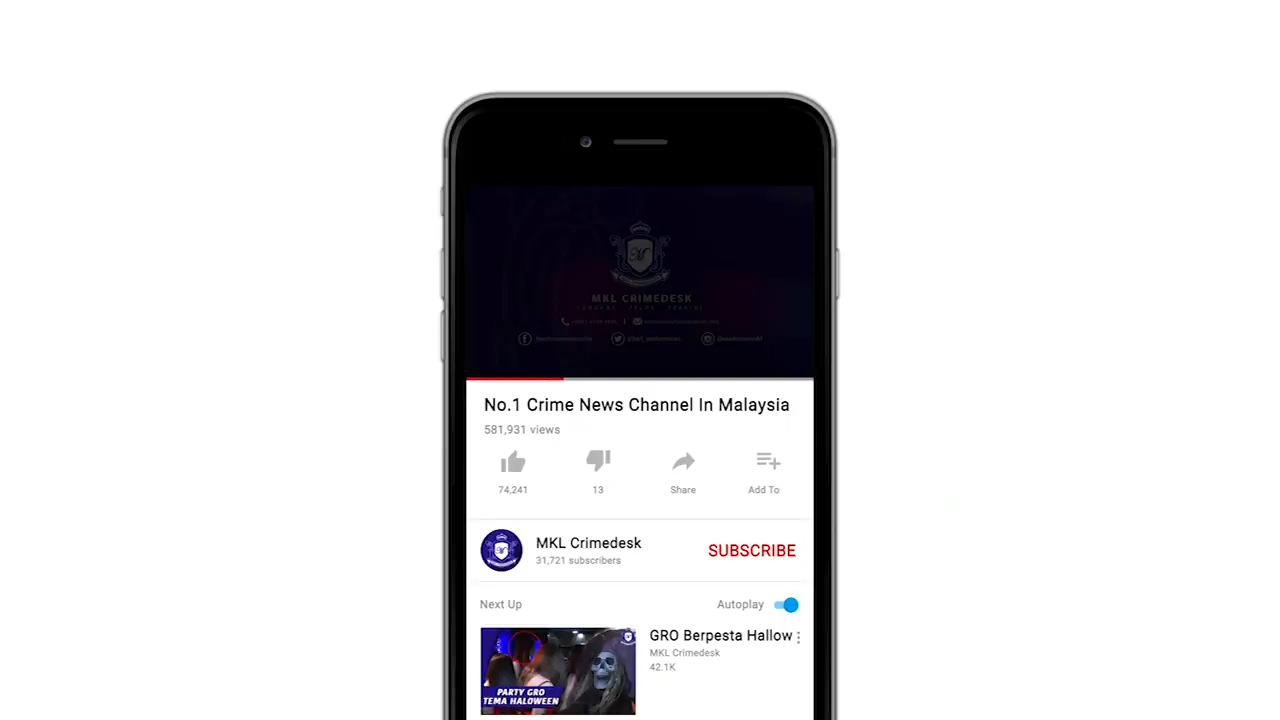 MKL CRIMEDESK
No.1 Crime News Channel In Malaysia
581,931 views
74,241
13
Share
Add To
MKL Crimedesk
31,721 subscribers
SUBSCRIBE
Next Up
Autoplay
GRO Berpesta Hallow
MKL Crimedesk
42.1K
PARTY GRO
TEMA HALOWEEN